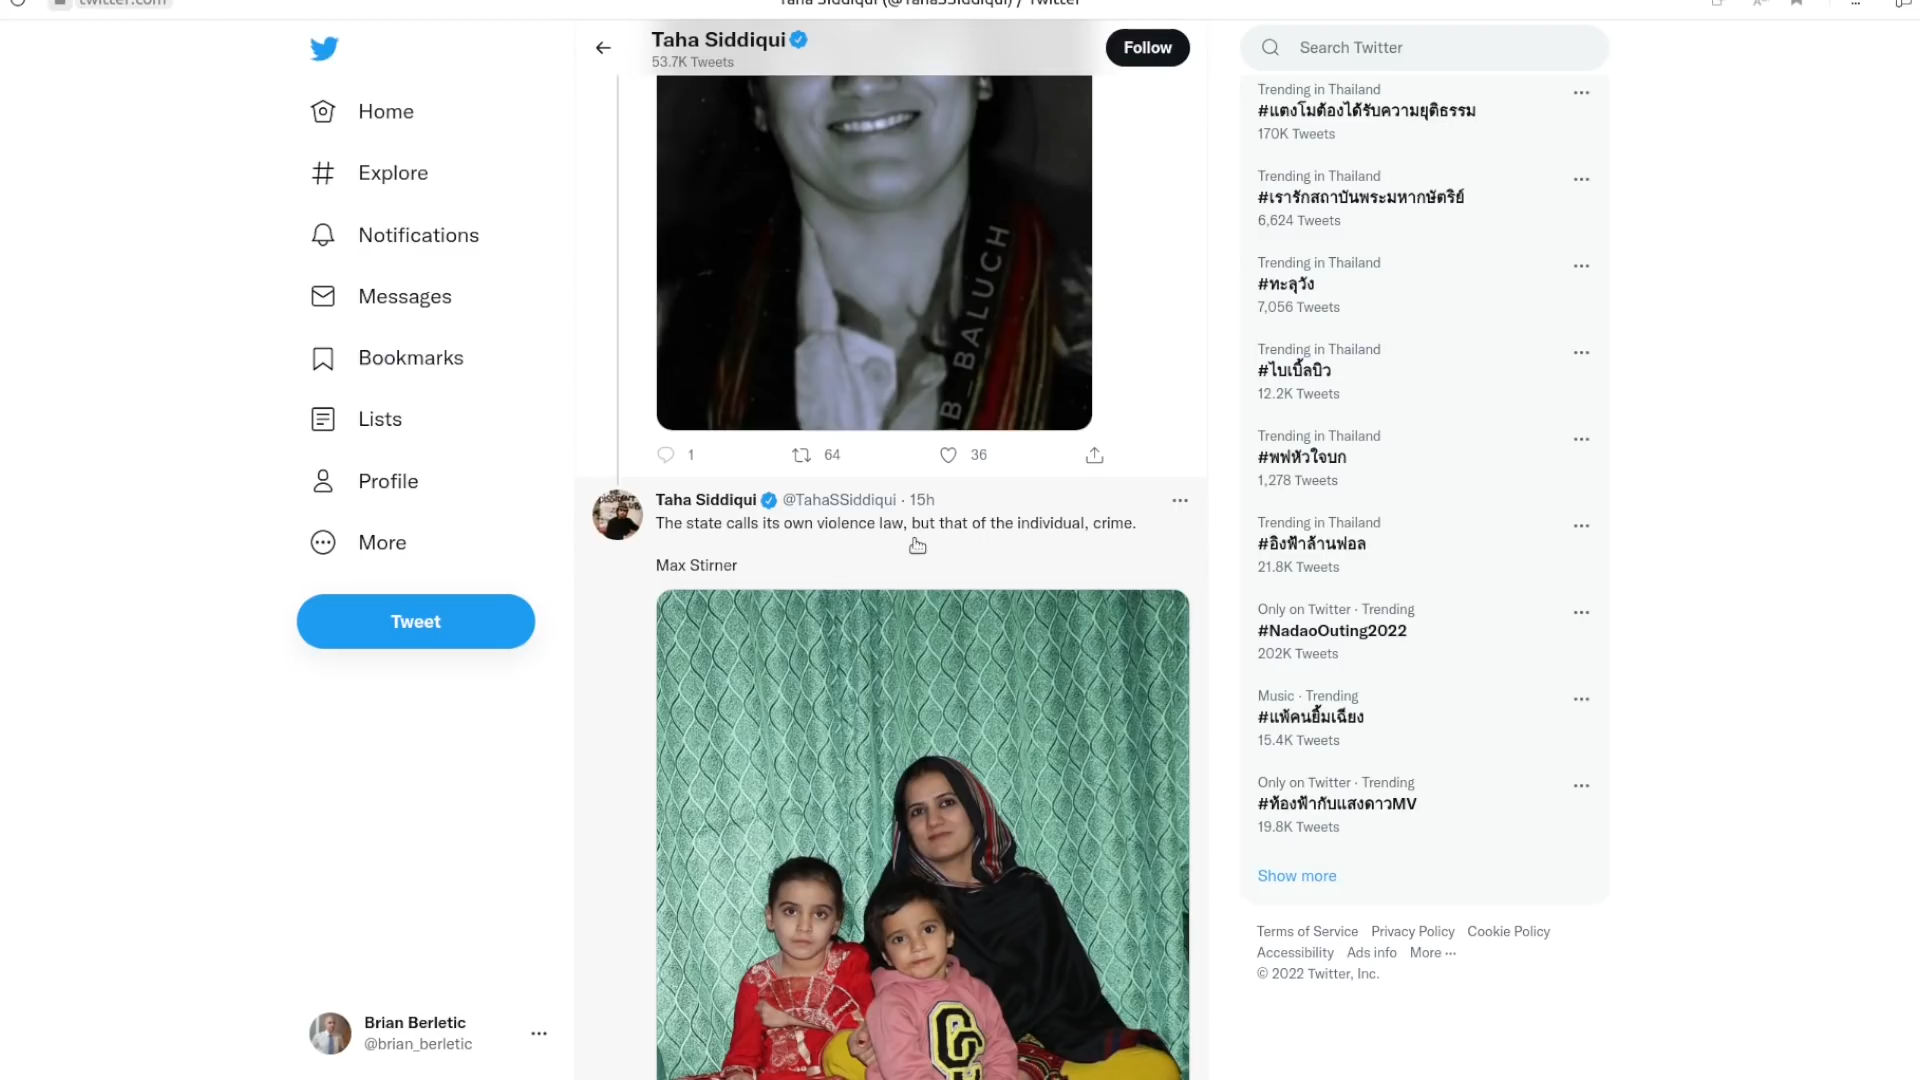 twitter.com
Taha Siddiqui (@TahaSSiddiqui) / Twitter
Home
Explore
Notifications
Messages
Bookmarks
Lists
Profile
More
Tweet
Brian Berletic
@brian_berletic
Taha Siddiqui
53.7K Tweets
Follow
B_BALUCH
1
64
36
Taha Siddiqui @TahaSSiddiqui · 15h
The state calls its own violence law, but that of the individual, crime.
Max Stirner
Search Twitter
Trending in Thailand
#แตงโมต้องได้รับความยุติธรรม
170K Tweets
Trending in Thailand
#เรารักสถาบันพระมหากษัตริย์
6,624 Tweets
Trending in Thailand
#ทะลุวัง
7,056 Tweets
Trending in Thailand
#ไบเบิ้ลบิว
12.2K Tweets
Trending in Thailand
#พฟหัวใจบก
1,278 Tweets
Trending in Thailand
#อิงฟ้าล้านฟอล
21.8K Tweets
Only on Twitter · Trending
#NadaoOuting2022
202K Tweets
Music · Trending
#แพ้คนยิ้มเฉียง
15.4K Tweets
Only on Twitter · Trending
#ท้องฟ้ากับแสงดาวMV
19.8K Tweets
Show more
Terms of Service Privacy Policy Cookie Policy
Accessibility Ads info More ···
© 2022 Twitter, Inc.